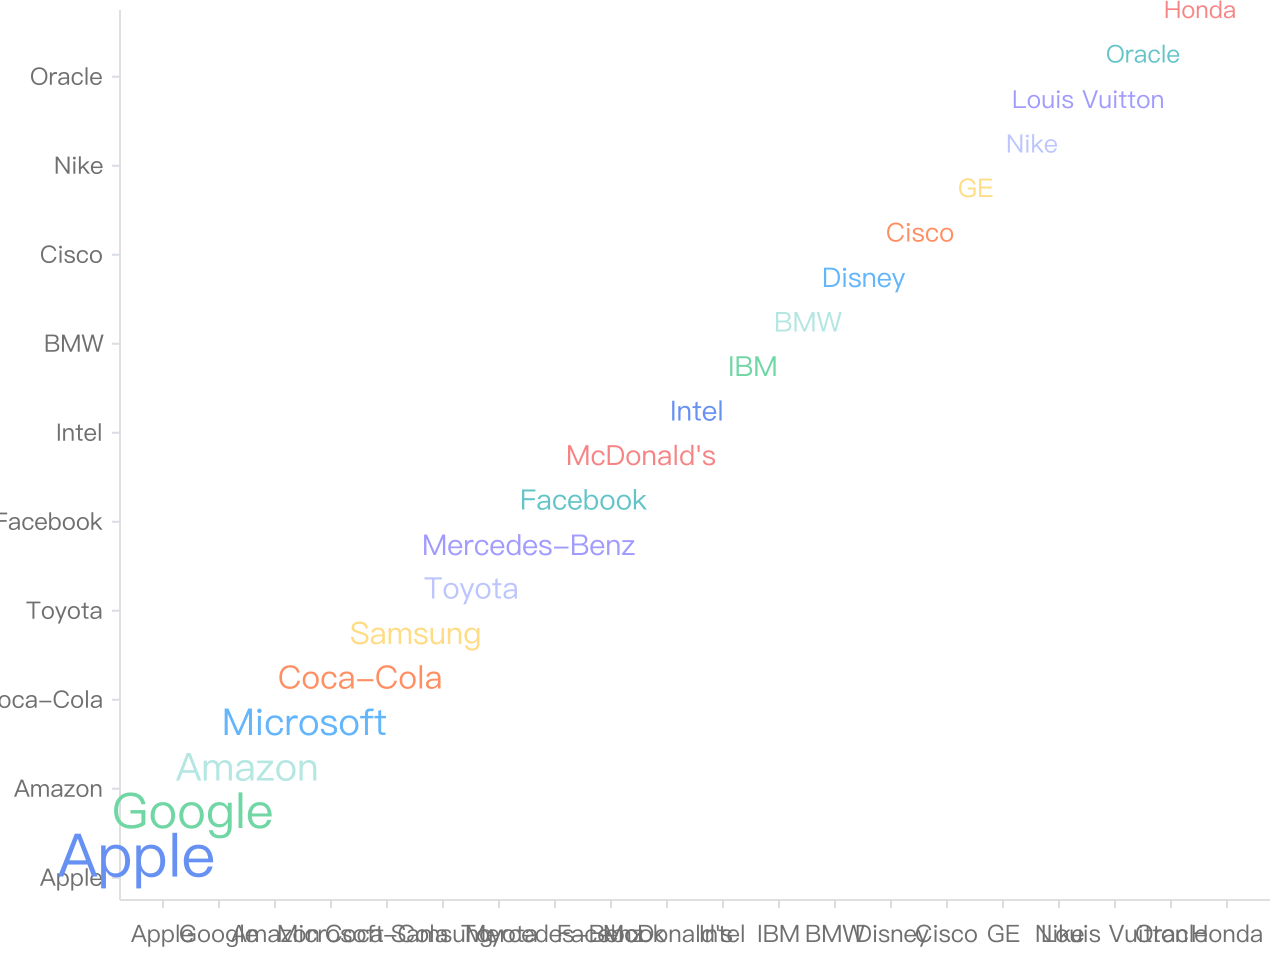 Honda
Oracle
Oracle
Louis Vuitton
Nike
Nike
GE
Cisco
Cisco
Disney
BMW
BMW
IBM
Intel
Intel
McDonald's
Facebook
Facebook
Mercedes-Benz
Toyota
Toyota
Samsung
Coca-Cola
oca-Cola
Microsoft
Amazon
Amazon
Google
Apple
Apple
Apple Google Amazon Microsoft Coca-Cola Samsung Toyota Mercedes-Benz Facebook McDonald's Intel IBM BMW Disney Cisco GE Nike Louis Vuitton Oracle Honda